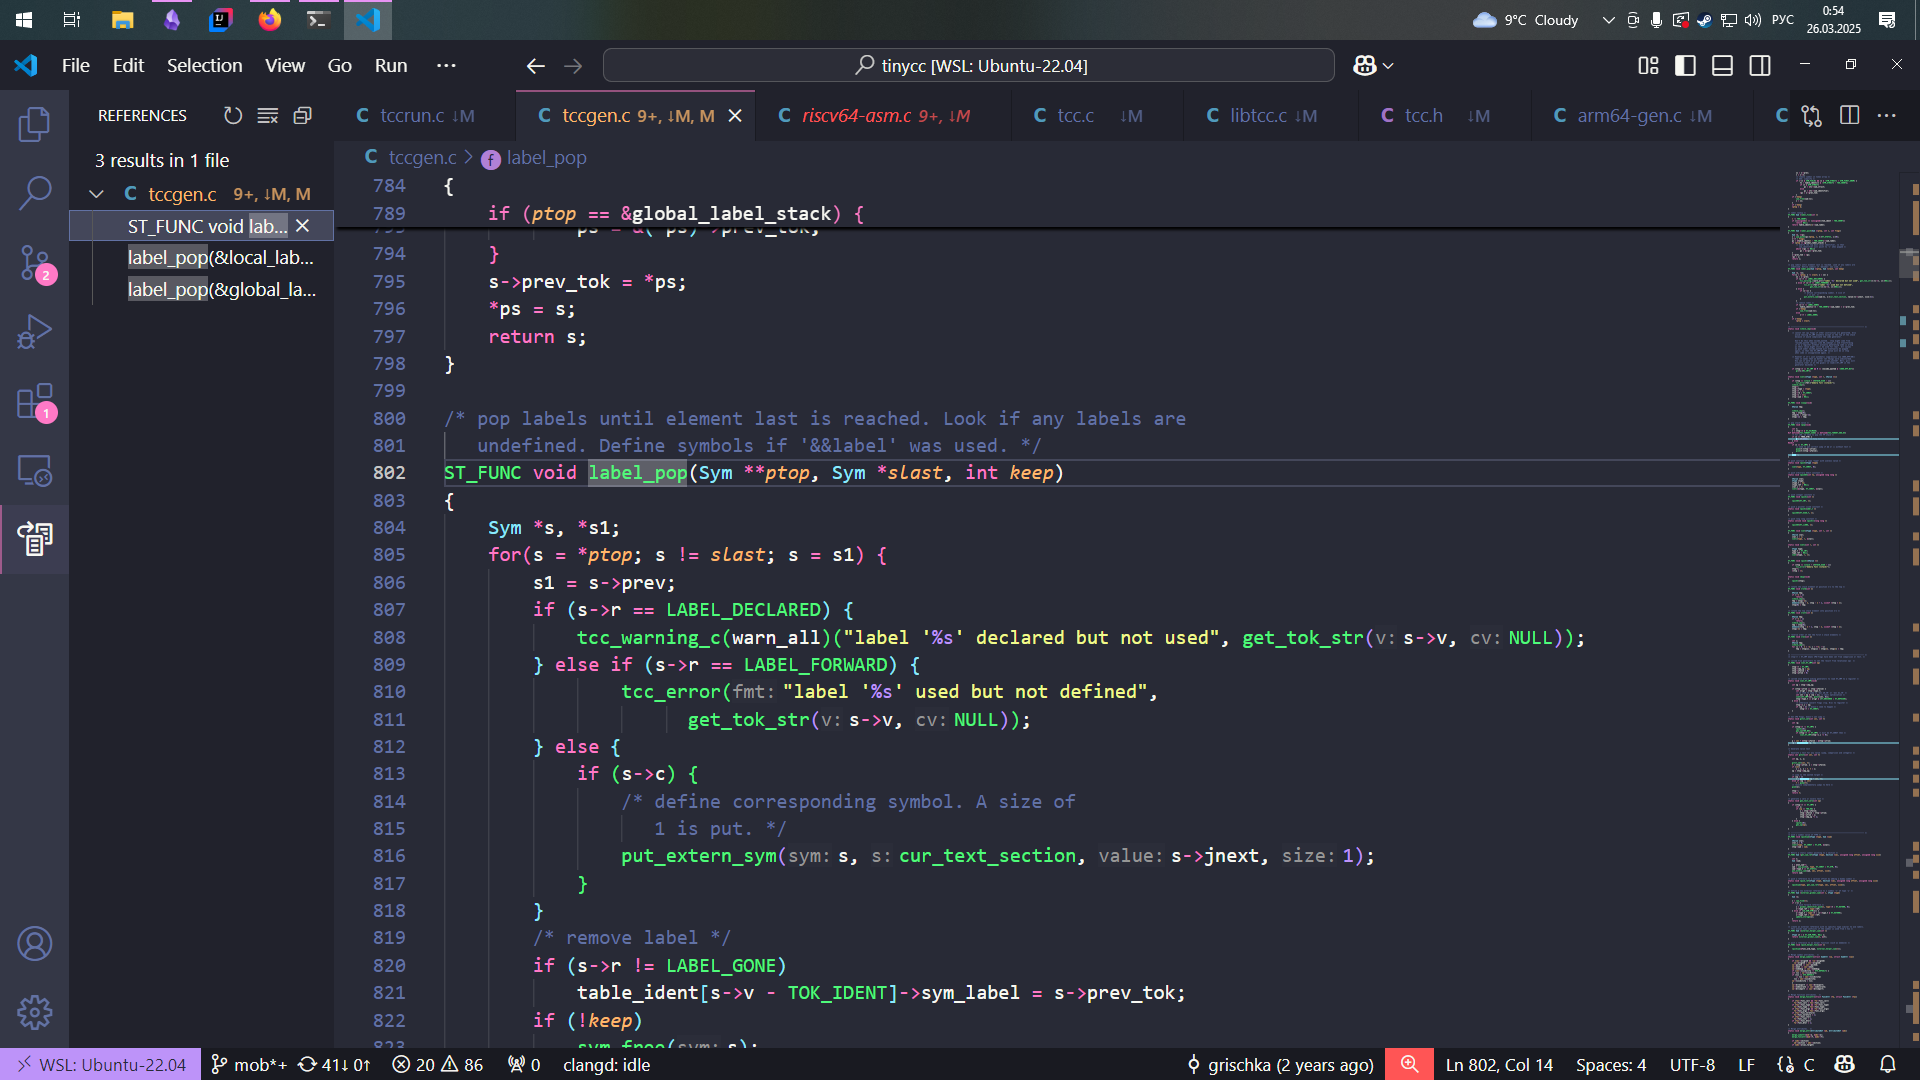 9°C Cloudy
РУС
0:54
26.03.2025
File Edit Selection View Go Run ...
tinycc [WSL: Ubuntu-22.04]
REFERENCES
C tccrun.c ↓M
C tccgen.c 9+, ↓M, M
C riscv64-asm.c 9+, ↓M
C tcc.c ↓M
C libtcc.c ↓M
C tcc.h ↓M
C arm64-gen.c ↓M
C
3 results in 1 file
C tccgen.c 9+, ↓M, M
ST_FUNC void lab...
label_pop(&local_lab...
label_pop(&global_la...
2
1
C tccgen.c > f label_pop
784 {
789 if (ptop == &global_label_stack) {
794 }
795 s->prev_tok = *ps;
796 *ps = s;
797 return s;
798 }
799
800 /* pop labels until element last is reached. Look if any labels are
801 undefined. Define symbols if '&&label' was used. */
802 ST_FUNC void label_pop(Sym **ptop, Sym *slast, int keep)
803 {
804 Sym *s, *s1;
805 for(s = *ptop; s != slast; s = s1) {
806 s1 = s->prev;
807 if (s->r == LABEL_DECLARED) {
808 tcc_warning_c(warn_all)("label '%s' declared but not used", get_tok_str(v: s->v, cv: NULL));
809 } else if (s->r == LABEL_FORWARD) {
810 tcc_error(fmt: "label '%s' used but not defined",
811 get_tok_str(v: s->v, cv: NULL));
812 } else {
813 if (s->c) {
814 /* define corresponding symbol. A size of
815 1 is put. */
816 put_extern_sym(sym: s, s: cur_text_section, value: s->jnext, size: 1);
817 }
818 }
819 /* remove label */
820 if (s->r != LABEL_GONE)
821 table_ident[s->v - TOK_IDENT]->sym_label = s->prev_tok;
822 if (!keep)
823 sym_free(sym: s);
WSL: Ubuntu-22.04 mob*+ 41↓ 0↑ 20 86 0 clangd: idle
grischka (2 years ago) Ln 802, Col 14 Spaces: 4 UTF-8 LF {} C